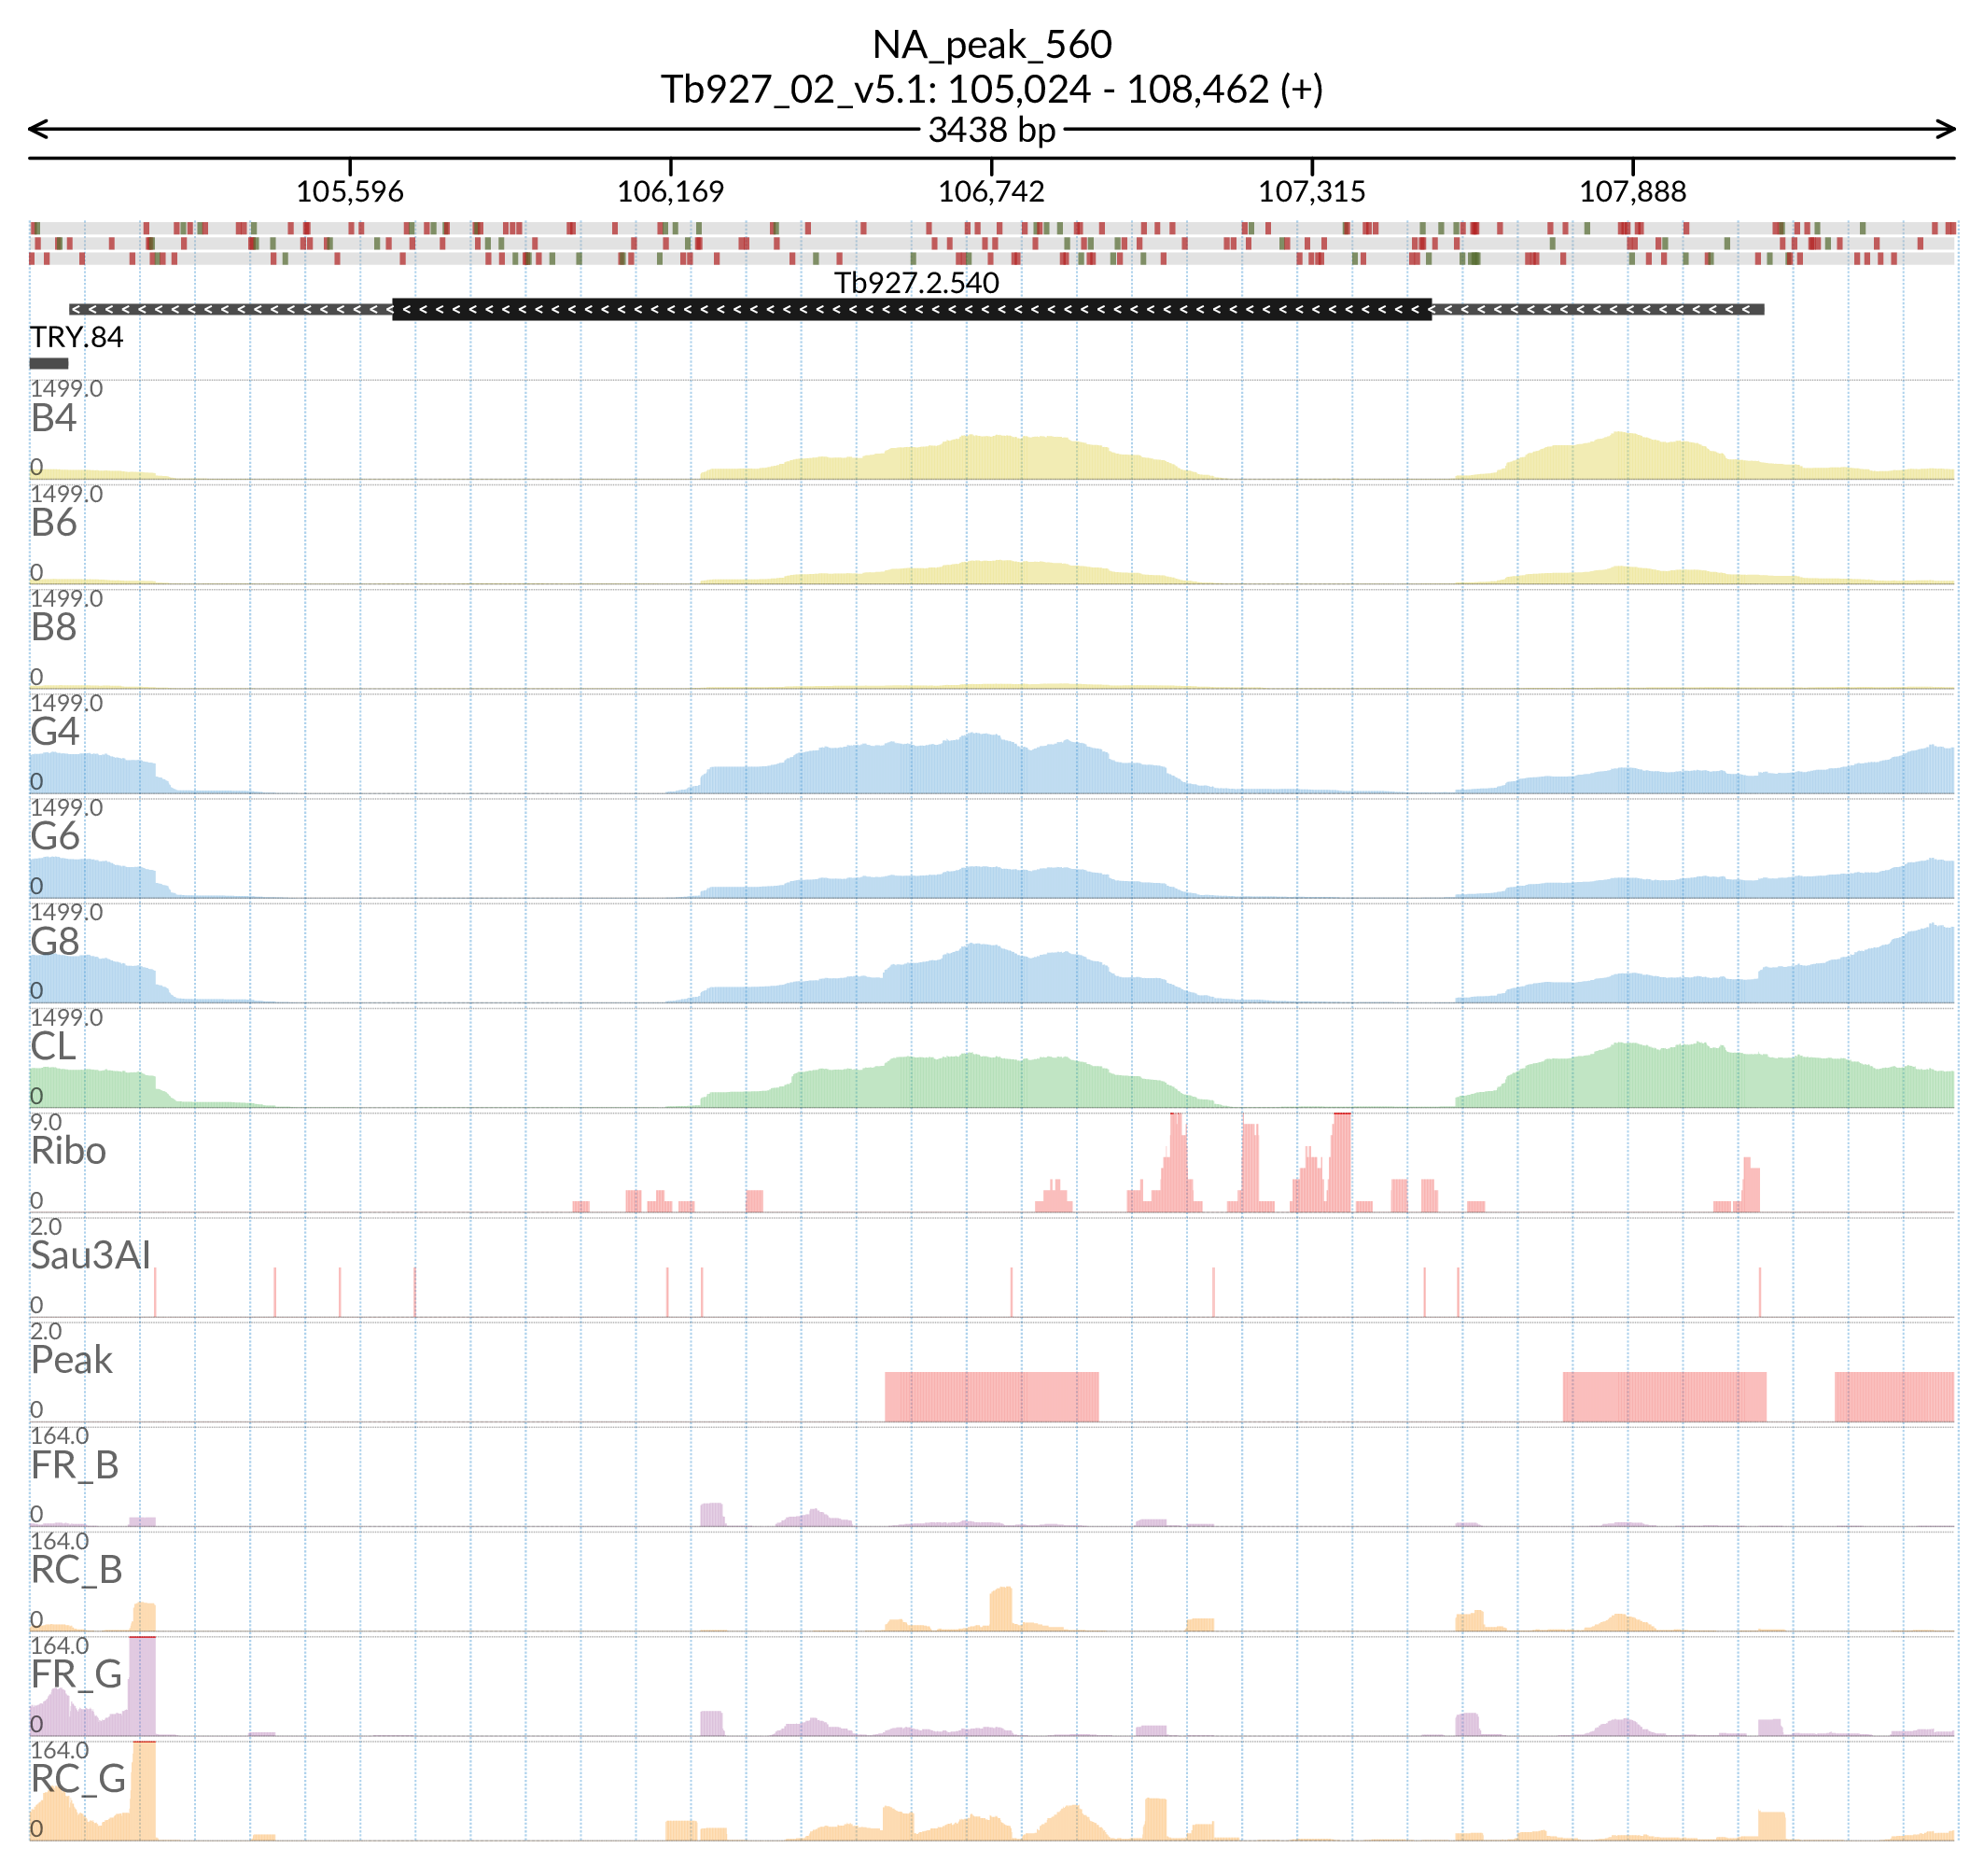 NA_peak_560
Tb927_02_v5.1: 105,024 - 108,462 (+)
3438 bp
105,596 106,169 106,742 107,315 107,888
Tb927.2.540
TRY.84
1499.0
B4
0
1499.0
B6
0
1499.0
B8
0
1499.0
G4
0
1499.0
G6
0
1499.0
G8
0
1499.0
CL
0
9.0
Ribo
0
2.0
Sau3AI
0
2.0
Peak
0
164.0
FR_B
0
164.0
RC_B
0
164.0
FR_G
0
164.0
RC_G
0